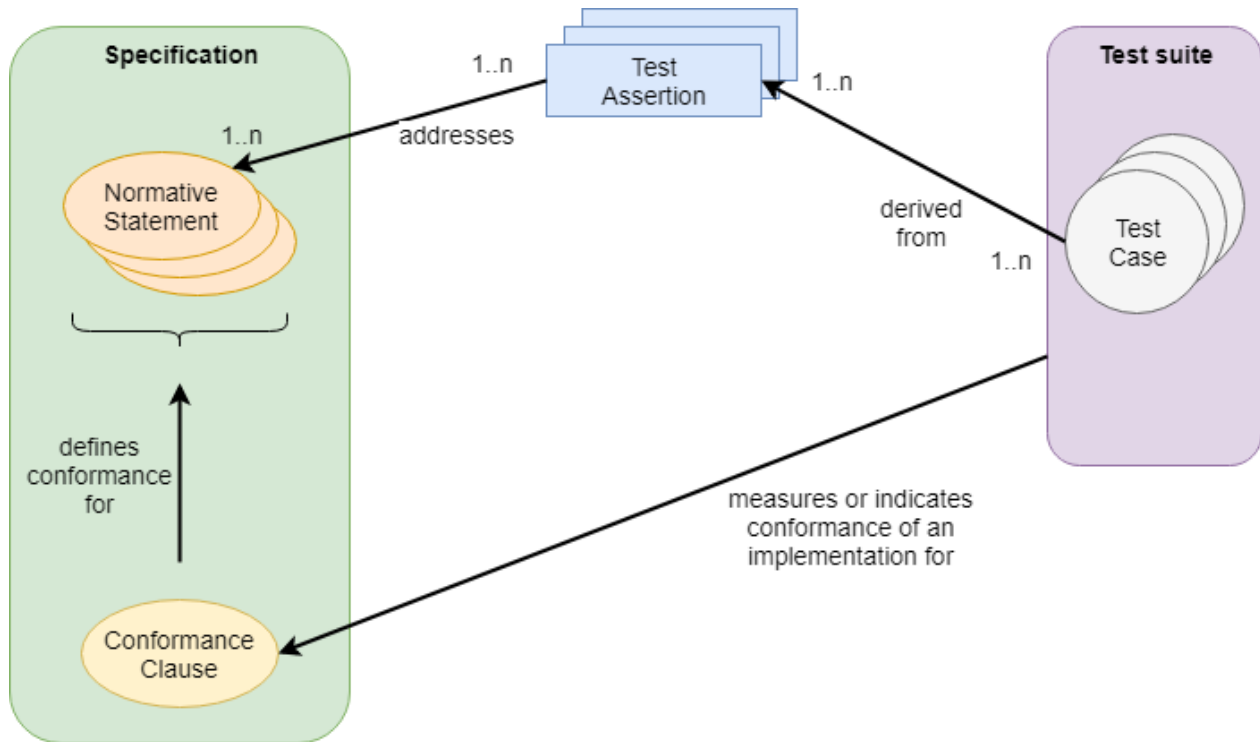 Specification
1..n
Test
Assertion
1..n
Test suite
1..n
addresses
Normative
Statement
derived
from
1..n
Test
Case
defines
conformance
for
measures or indicates
conformance of an
implementation for
Conformance
Clause